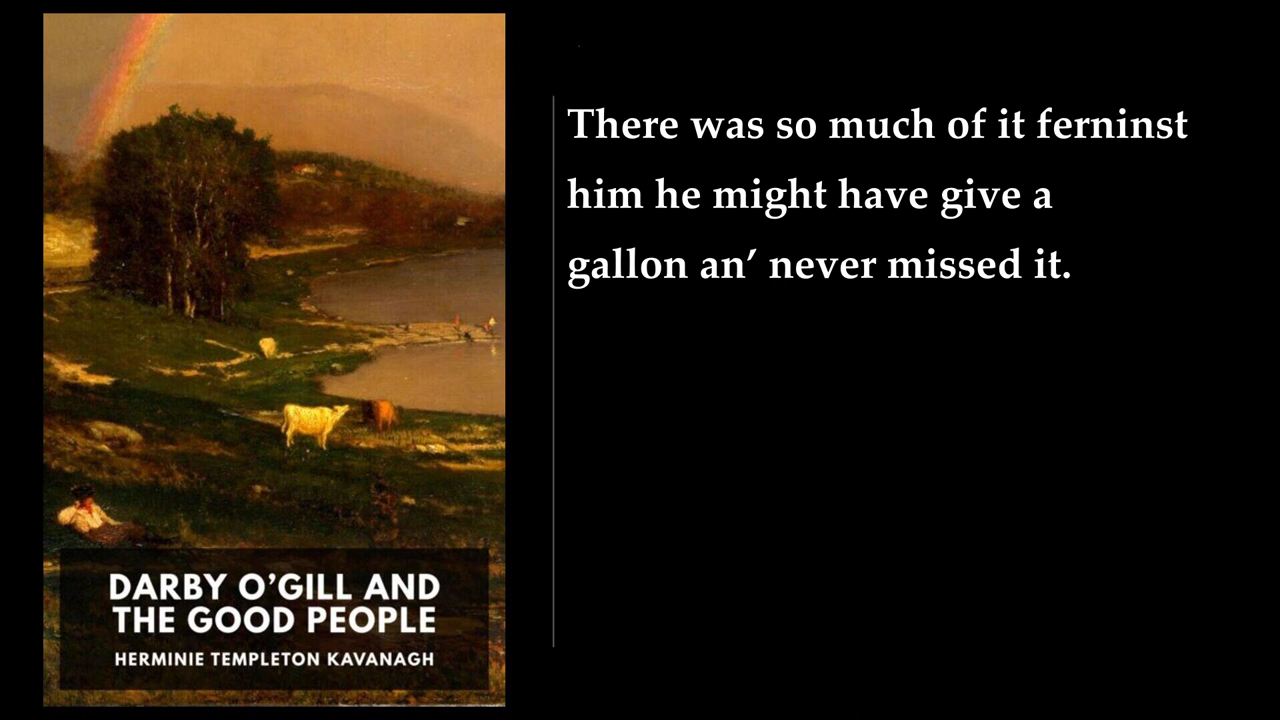 There was so much of it ferninst
him he might have give a
gallon an’ never missed it.
DARBY O’GILL AND
THE GOOD PEOPLE
HERMINIE TEMPLETON KAVANAGH